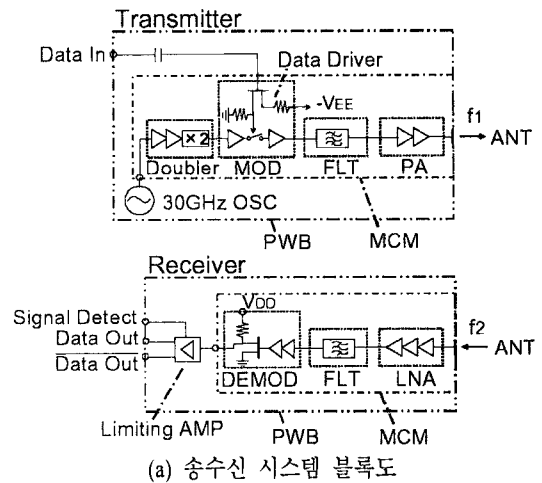 Transmitter
Data In
Data Driver
-VEE
f1
ANT
×2
Doubler
MOD
FLT
PA
30GHz OSC
PWB
MCM
Receiver
Signal Detect
Data Out
Data Out
VDD
f2
ANT
DEMOD
FLT
LNA
Limiting AMP
PWB
MCM
(a) 송수신 시스템 블록도